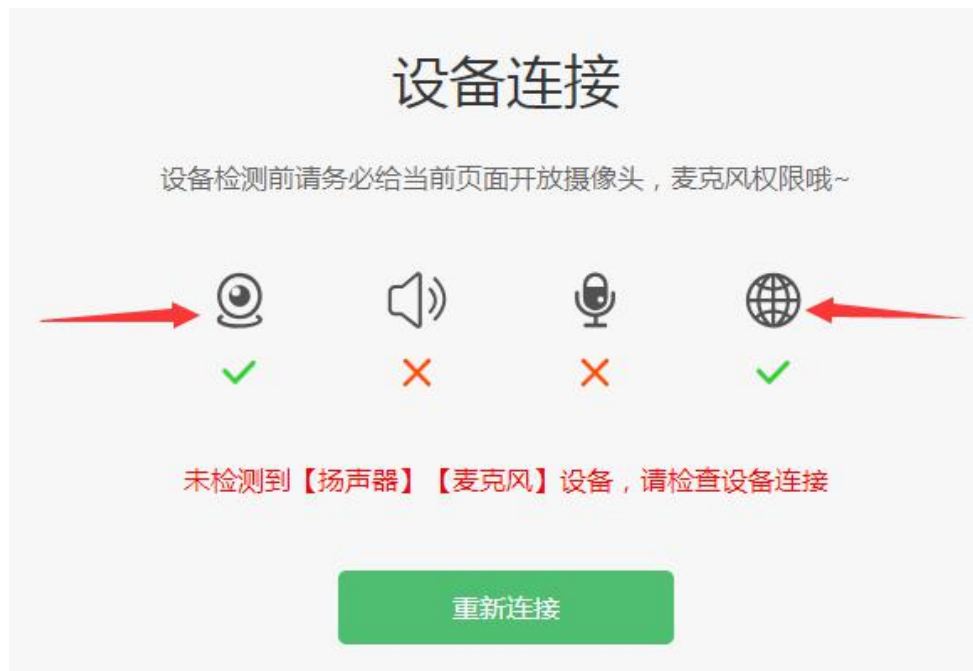 设备连接
设备检测前请务必给当前页面开放摄像头，麦克风权限哦~
未检测到【扬声器】【麦克风】设备，请检查设备连接
重新连接